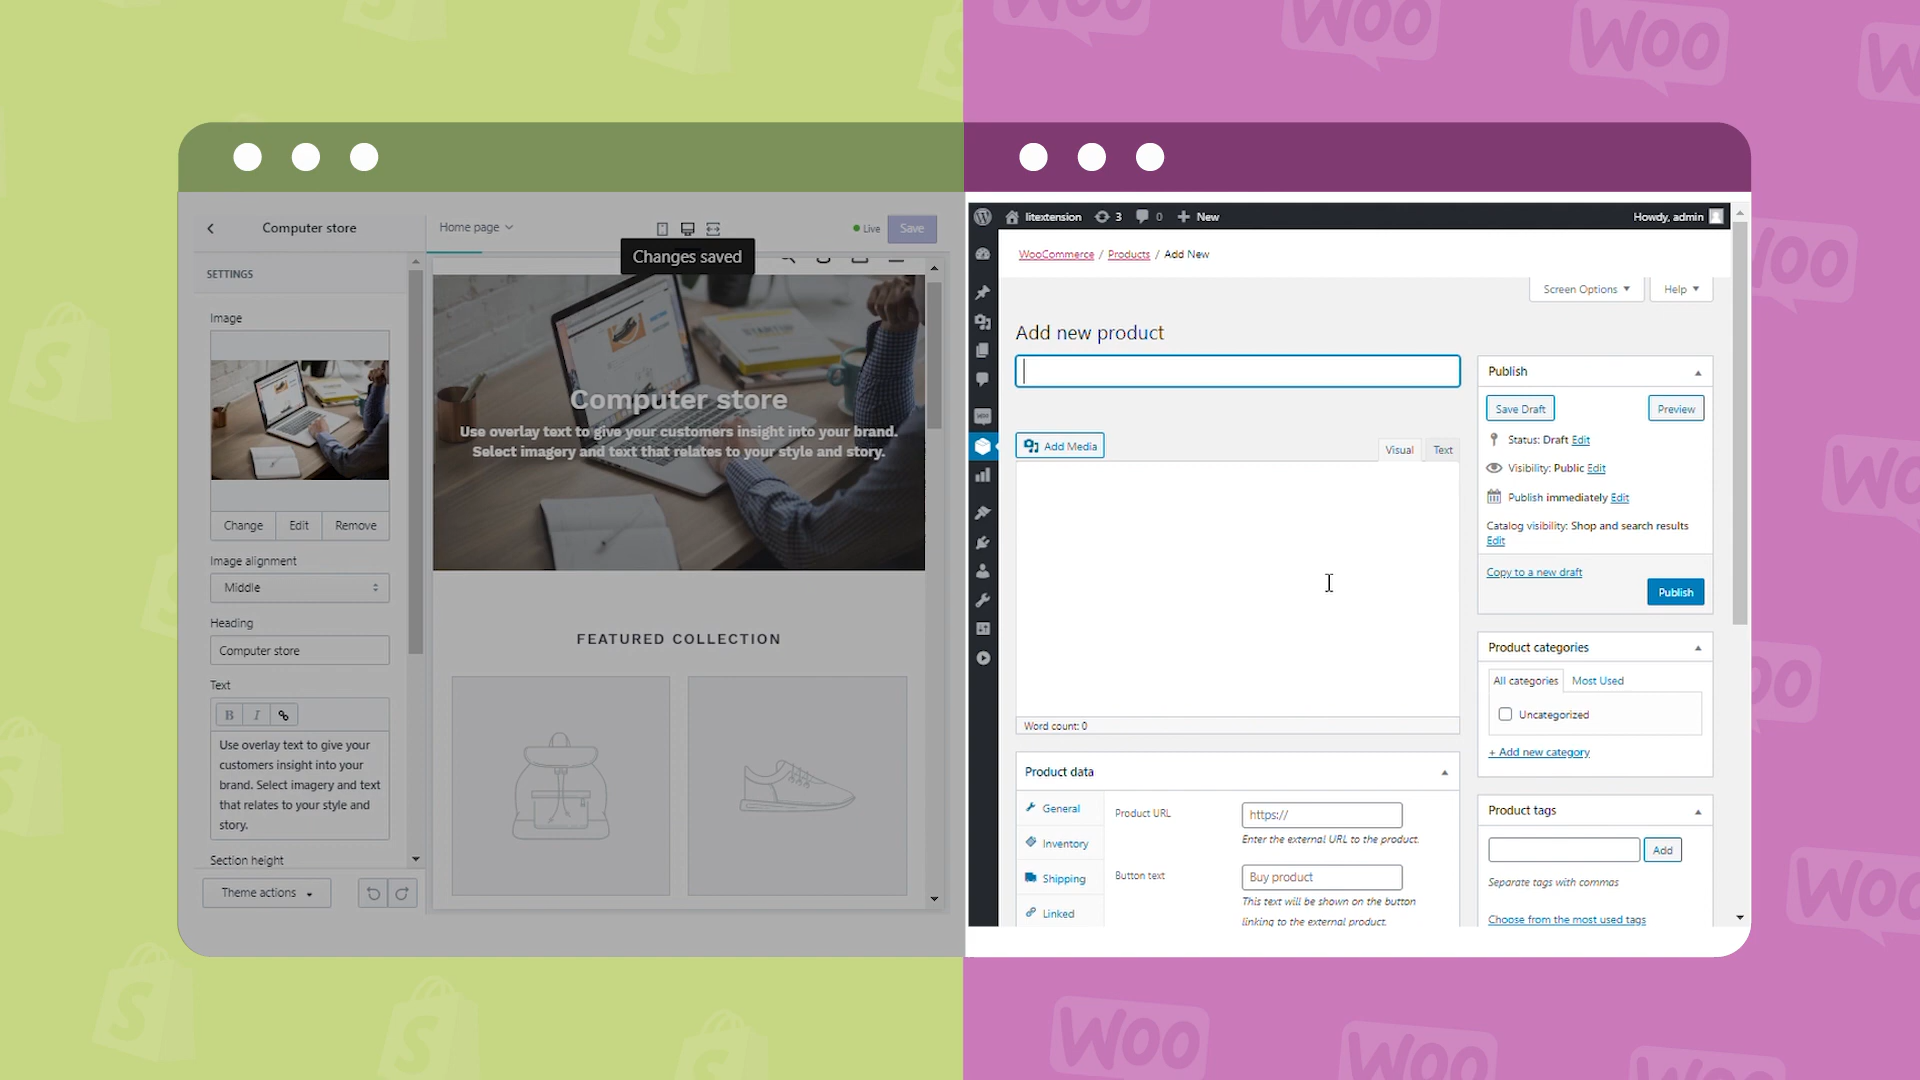 WOO
WOO
WOO
Computer store
Home page
Live
Save
Changes saved
SETTINGS
Image
Change
Edit
Remove
Image alignment
Middle
Heading
Computer store
Text
B I
Use overlay text to give your
customers insight into your
brand. Select imagery and text
that relates to your style and
story.
Section height
Theme actions
STARTUP
Computer store
Use overlay text to give your customers insight into your brand.
Select imagery and text that relates to your style and story.
FEATURED COLLECTION
litextension
3
0
New
Howdy, admin
WooCommerce / Products / Add New
Screen Options
Help
Add new product
Add Media
Visual
Text
Word count: 0
Product data
General
Inventory
Shipping
Linked
Product URL
https://
Enter the external URL to the product.
Button text
Buy product
This text will be shown on the button
linking to the external product.
Publish
Save Draft
Preview
Status: Draft Edit
Visibility: Public Edit
Publish immediately Edit
Catalog visibility: Shop and search results
Edit
Copy to a new draft
Publish
Product categories
All categories
Most Used
Uncategorized
+ Add new category
Product tags
Add
Separate tags with commas
Choose from the most used tags
WOO
WOO
WOO
WOO